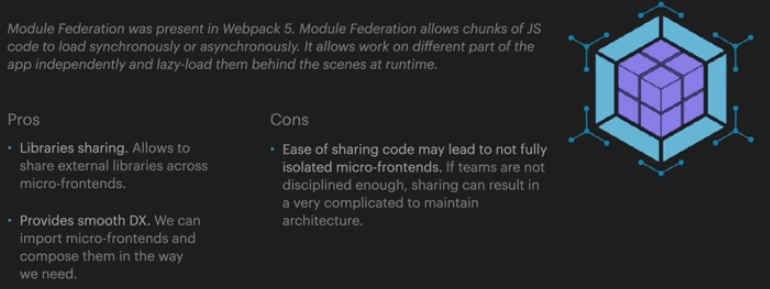 Module Federation was present in Webpack 5. Module Federation allows chunks of JS
code to load synchronously or asynchronously. It allows work on different part of the
app independently and lazy-load them behind the scenes at runtime.
Pros
‣ Libraries sharing. Allows to
share external libraries across
micro-frontends.
‣ Provides smooth DX. We can
import micro-frontends and
compose them in the way
we need.
Cons
‣ Ease of sharing code may lead to not fully
isolated micro-frontends. If teams are not
disciplined enough, sharing can result in
a very complicated to maintain
architecture.